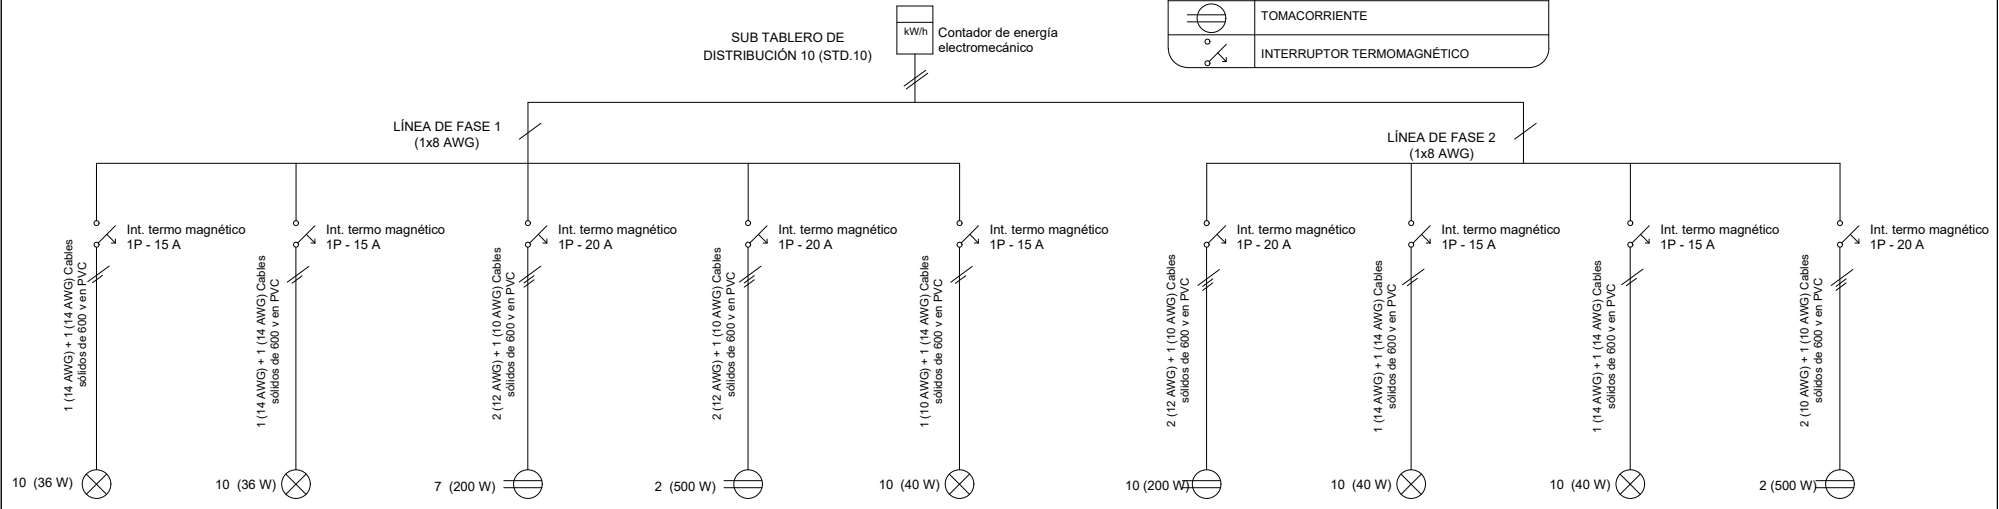 TOMACORRIENTE
INTERRUPTOR TERMOMAGNÉTICO
SUB TABLERO DE
DISTRIBUCIÓN 10 (STD.10)
kW/h
Contador de energía
electromecánico
LÍNEA DE FASE 1
(1x8 AWG)
LÍNEA DE FASE 2
(1x8 AWG)
Int. termo magnético
1P - 15 A
Int. termo magnético
1P - 15 A
Int. termo magnético
1P - 20 A
Int. termo magnético
1P - 20 A
Int. termo magnético
1P - 15 A
Int. termo magnético
1P - 20 A
Int. termo magnético
1P - 15 A
Int. termo magnético
1P - 15 A
Int. termo magnético
1P - 20 A
1 (14 AWG) + 1 (14 AWG) Cables
sólidos de 600 v en PVC
1 (14 AWG) + 1 (14 AWG) Cables
sólidos de 600 v en PVC
2 (12 AWG) + 1 (10 AWG) Cables
sólidos de 600 v en PVC
2 (12 AWG) + 1 (10 AWG) Cables
sólidos de 600 v en PVC
1 (10 AWG) + 1 (14 AWG) Cables
sólidos de 600 v en PVC
2 (12 AWG) + 1 (10 AWG) Cables
sólidos de 600 v en PVC
1 (14 AWG) + 1 (14 AWG) Cables
sólidos de 600 v en PVC
1 (14 AWG) + 1 (14 AWG) Cables
sólidos de 600 v en PVC
2 (10 AWG) + 1 (10 AWG) Cables
sólidos de 600 v en PVC
10 (36 W)
10 (36 W)
7 (200 W)
2 (500 W)
10 (40 W)
10 (200 W)
10 (40 W)
10 (40 W)
2 (500 W)